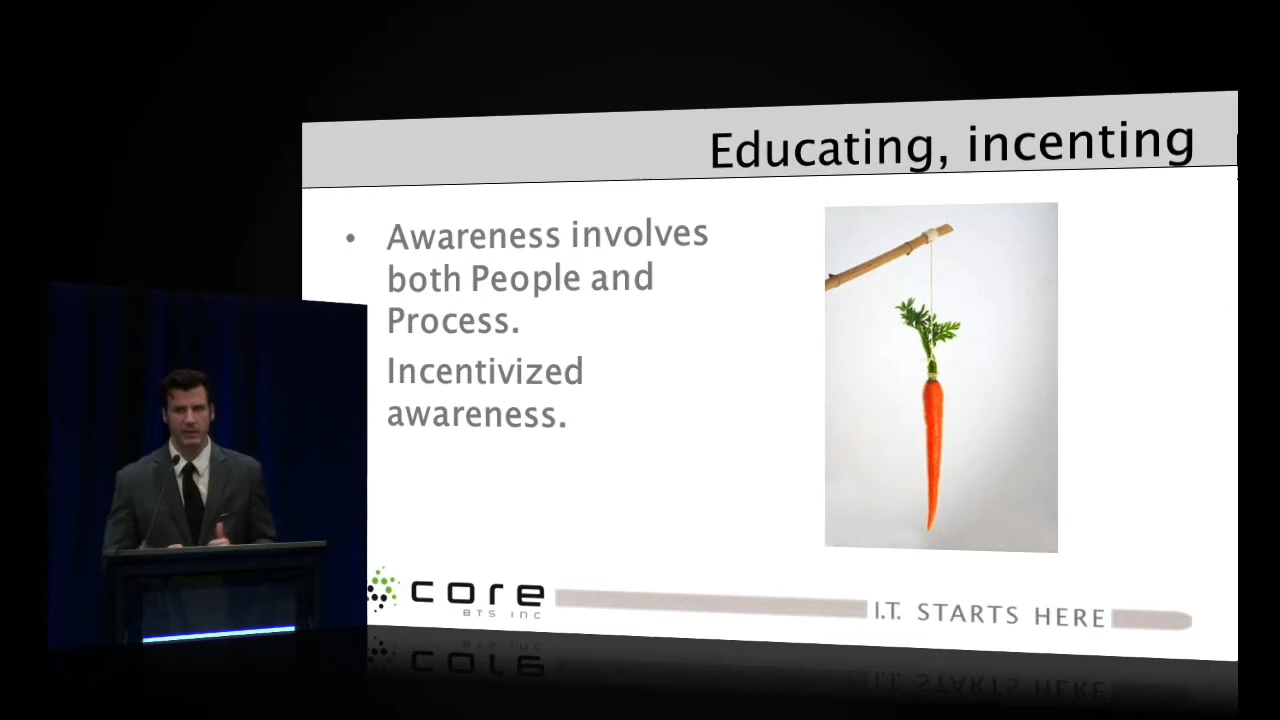 Educating, incenting
• Awareness involves
both People and
Process.
Incentivized
awareness.
core
BTS INC
I.T. STARTS HERE